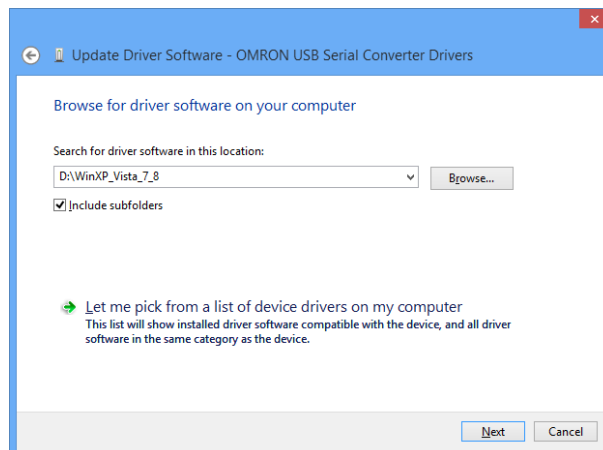 Update Driver Software - OMRON USB Serial Converter Drivers
Browse for driver software on your computer
Search for driver software in this location:
D:\WinXP_Vista_7_8
Browse...
Include subfolders
Let me pick from a list of device drivers on my computer
This list will show installed driver software compatible with the device, and all driver
software in the same category as the device.
Next
Cancel